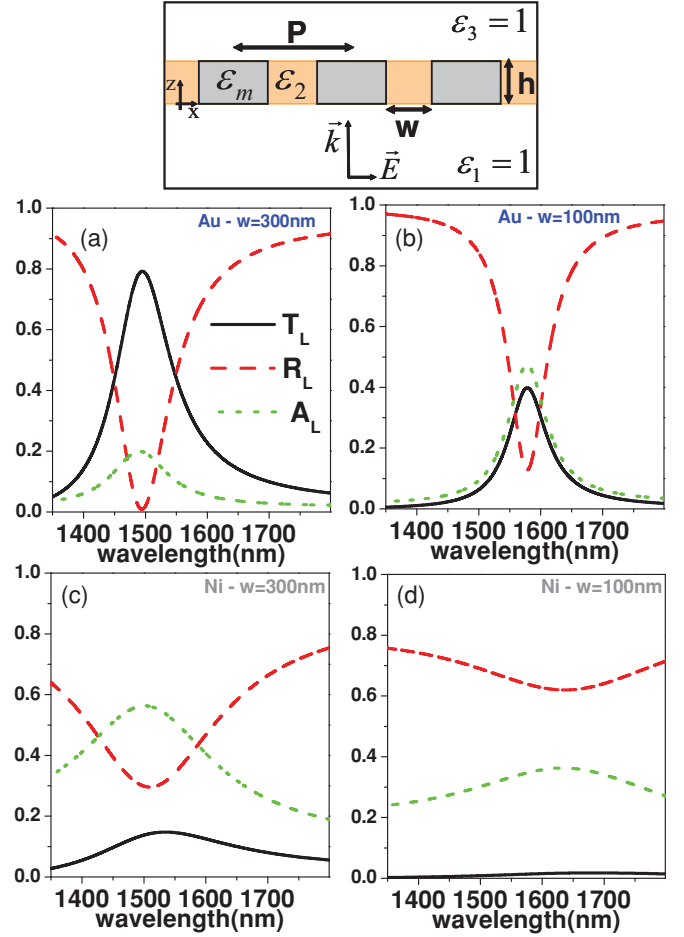 P
ε₃ = 1
z
x
εₘ
ε₂
h
w
k⃗
E⃗
ε₁ = 1
(a)
Au - w=300nm
1.0
0.8
0.6
0.4
0.2
0.0
T_L
R_L
A_L
1400 1500 1600 1700
wavelength(nm)
(b)
Au - w=100nm
1.0
0.8
0.6
0.4
0.2
0.0
1400 1500 1600 1700
wavelength(nm)
(c)
Ni - w=300nm
1.0
0.8
0.6
0.4
0.2
0.0
1400 1500 1600 1700
wavelength(nm)
(d)
Ni - w=100nm
1.0
0.8
0.6
0.4
0.2
0.0
1400 1500 1600 1700
wavelength(nm)